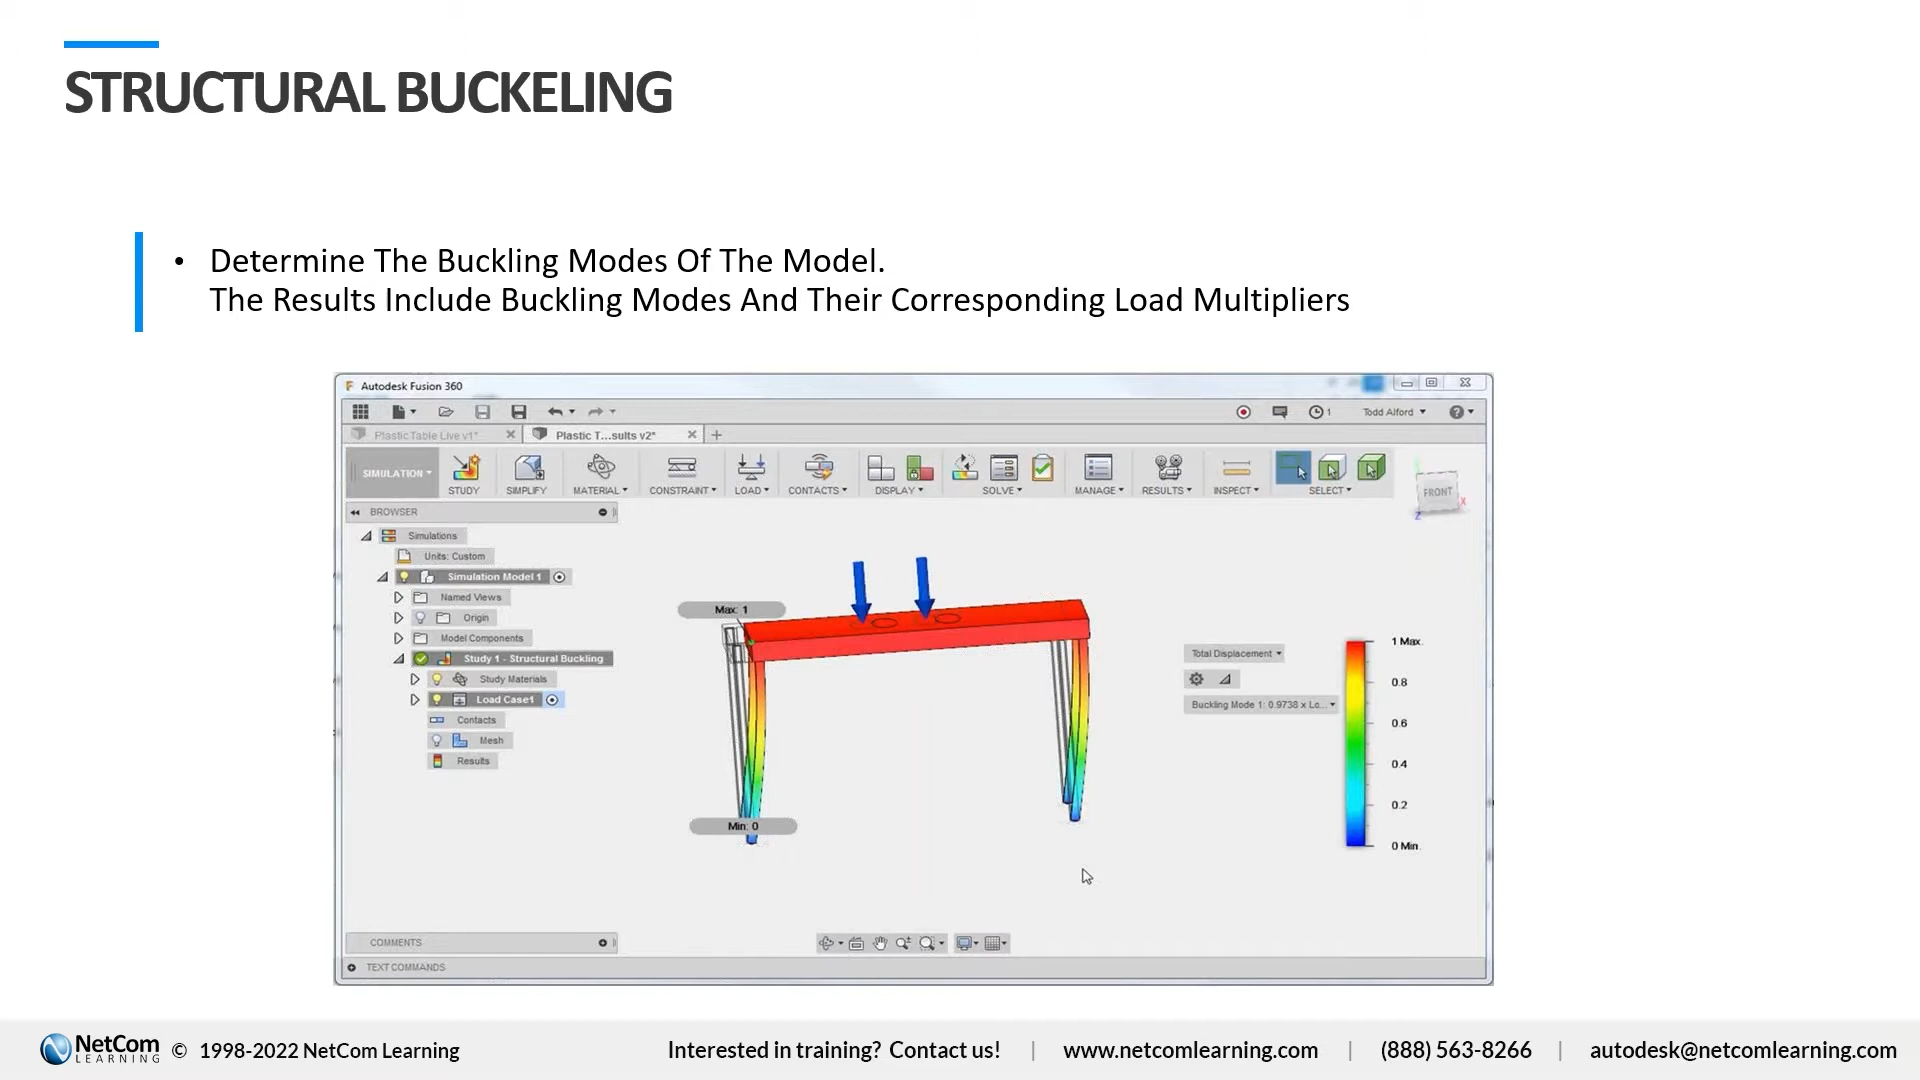 STRUCTURAL BUCKELING
• Determine The Buckling Modes Of The Model.
The Results Include Buckling Modes And Their Corresponding Load Multipliers
Autodesk Fusion 360
1
Todd Alford
Plastic Table Live v1*
Plastic T...sults v2*
SIMULATION
STUDY
SIMPLIFY
MATERIAL
CONSTRAINT
LOAD
CONTACTS
DISPLAY
SOLVE
MANAGE
RESULTS
INSPECT
SELECT
FRONT
X
Z
BROWSER
Simulations
Units: Custom
Simulation Model 1
Named Views
Origin
Model Components
Study 1 - Structural Buckling
Study Materials
Load Case1
Contacts
Mesh
Results
Max: 1
Min: 0
Total Displacement
Buckling Mode 1: 0.9738 x Lo...
1 Max.
0.8
0.6
0.4
0.2
0 Min.
COMMENTS
TEXT COMMANDS
NetCom
LEARNING
© 1998-2022 NetCom Learning
Interested in training? Contact us! | www.netcomlearning.com | (888) 563-8266 | autodesk@netcomlearning.com